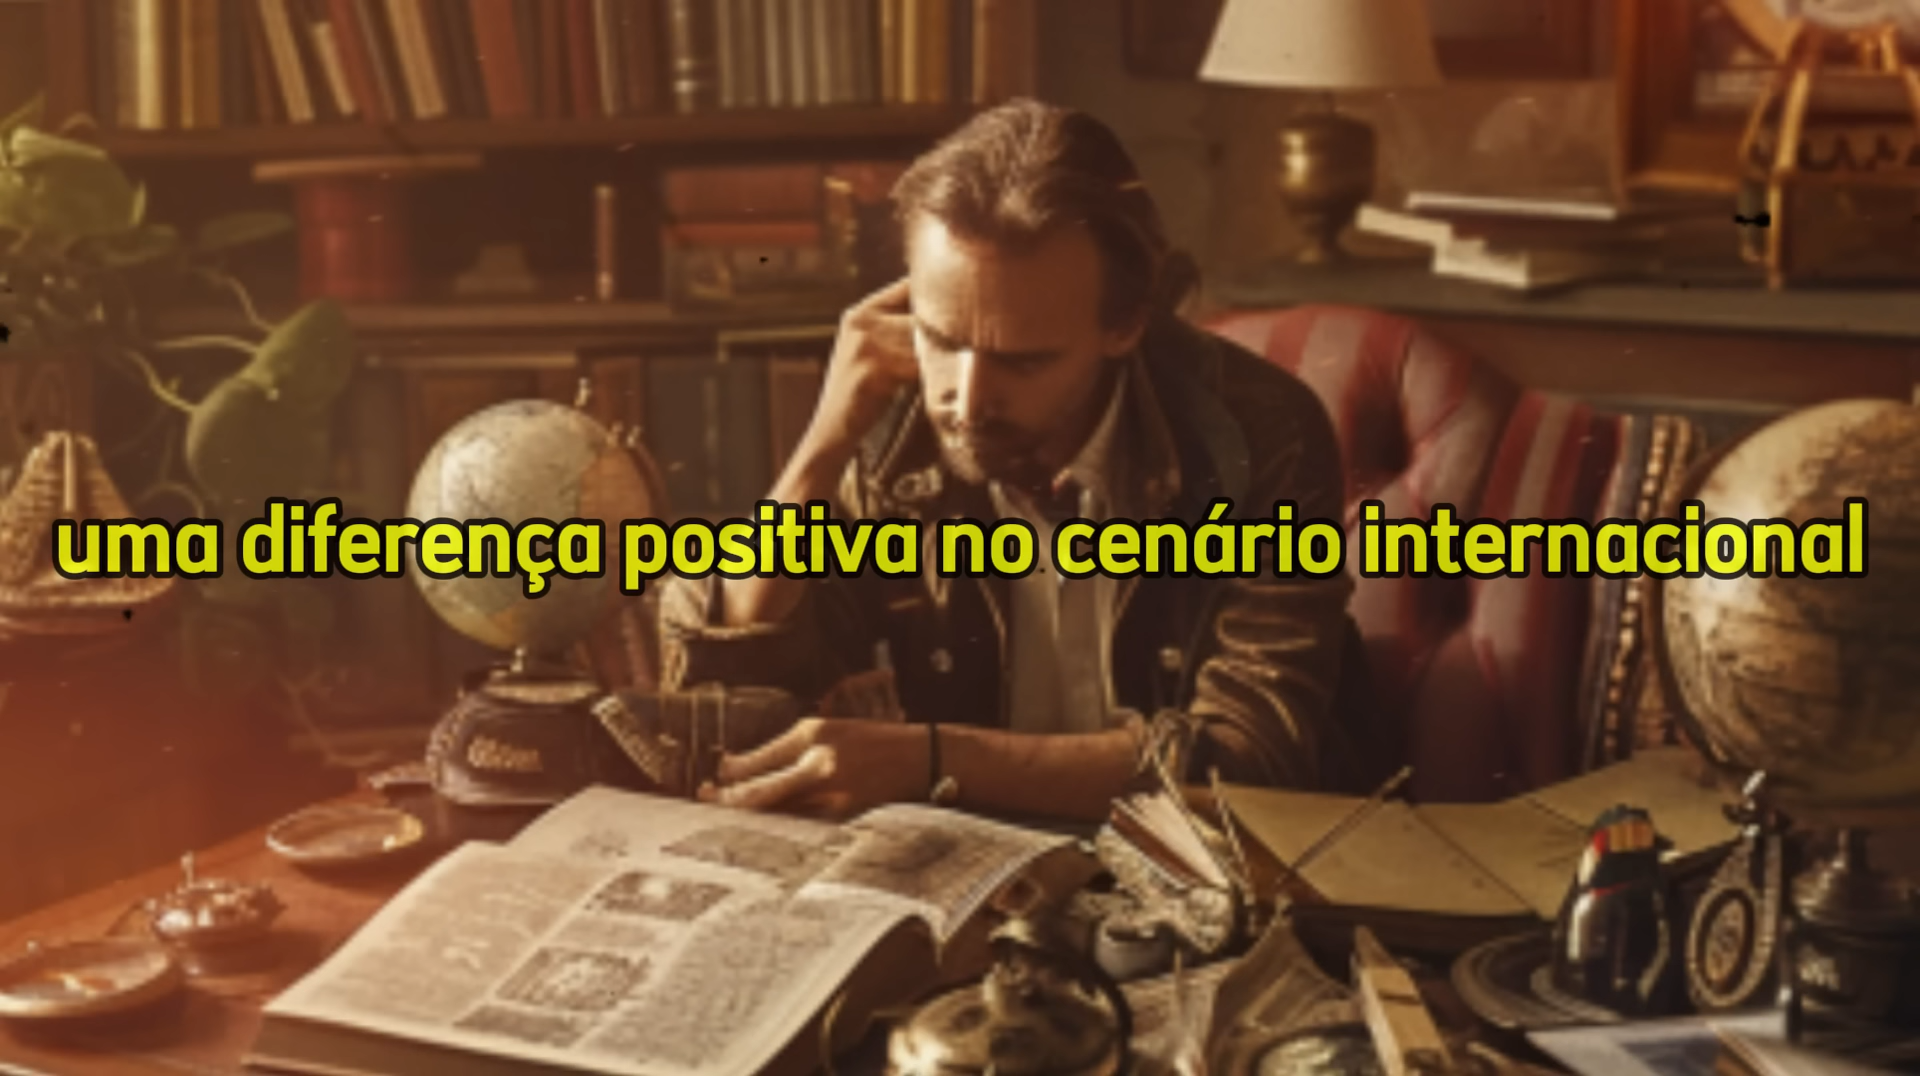 uma diferença positiva no cenário internacional